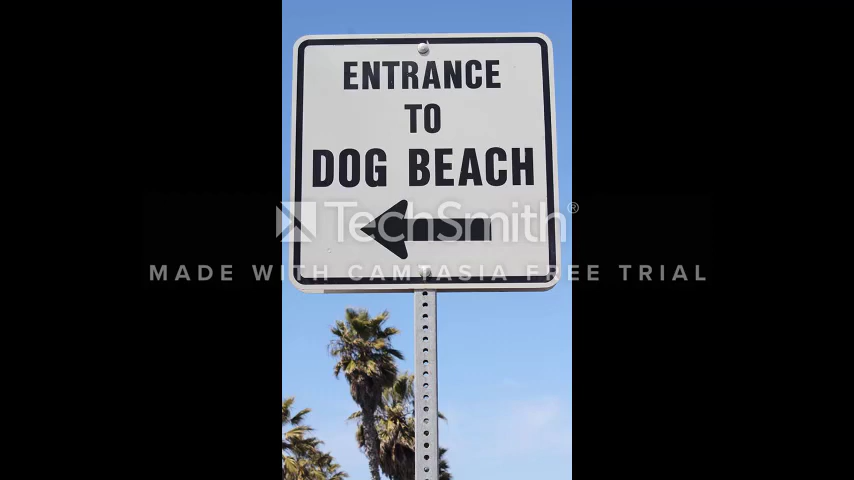 ENTRANCE
TO
DOG BEACH
TechSmith®
MADE WITH CAMTASIA FREE TRIAL